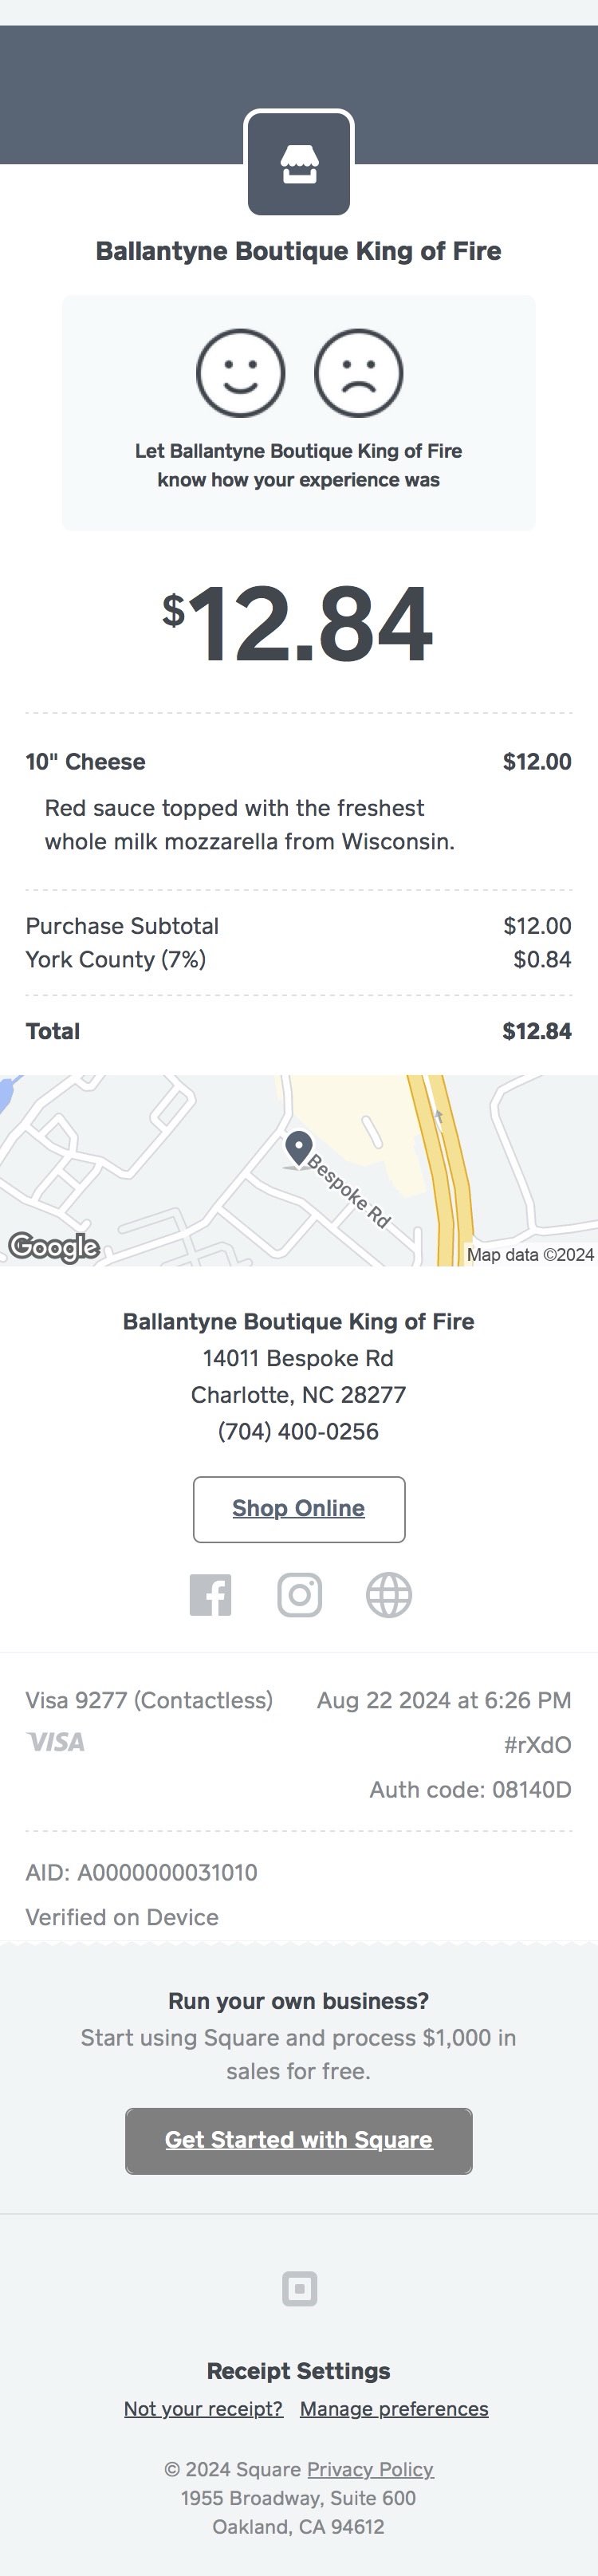 Ballantyne Boutique King of Fire
Let Ballantyne Boutique King of Fire
know how your experience was
$12.84
10" Cheese $12.00
Red sauce topped with the freshest
whole milk mozzarella from Wisconsin.
Purchase Subtotal $12.00
York County (7%) $0.84
Total $12.84
Bespoke Rd
Google
Map data ©2024
Ballantyne Boutique King of Fire
14011 Bespoke Rd
Charlotte, NC 28277
(704) 400-0256
Shop Online
Visa 9277 (Contactless) Aug 22 2024 at 6:26 PM
VISA #rXdO
Auth code: 08140D
AID: A0000000031010
Verified on Device
Run your own business?
Start using Square and process $1,000 in
sales for free.
Get Started with Square
Receipt Settings
Not your receipt? Manage preferences
© 2024 Square Privacy Policy
1955 Broadway, Suite 600
Oakland, CA 94612